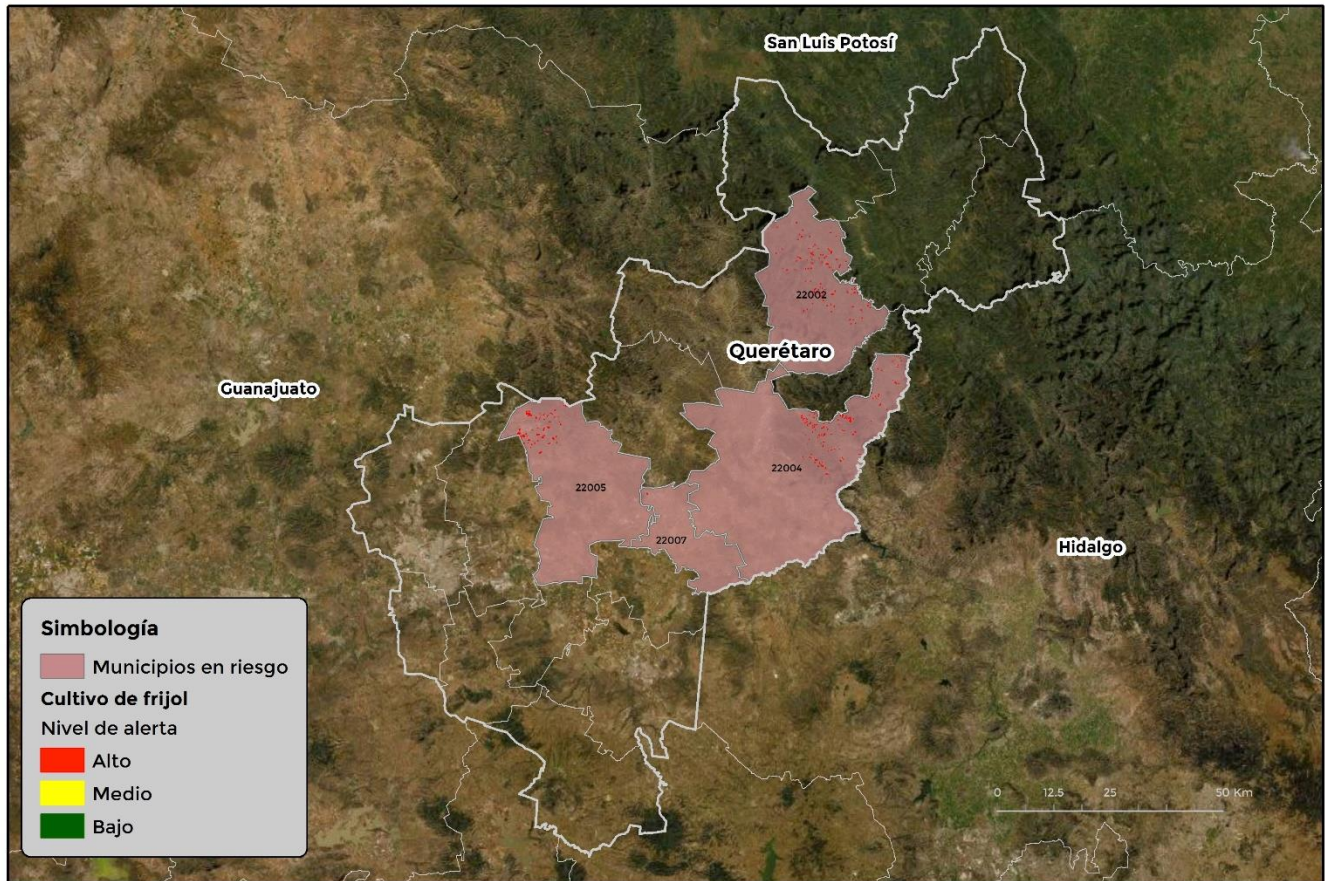 San Luis Potosí
22002
Querétaro
Guanajuato
22004
22005
22007
Hidalgo
Simbología
Municipios en riesgo
Cultivo de frijol
Nivel de alerta
Alto
Medio
Bajo
0 12.5 25 50 Km